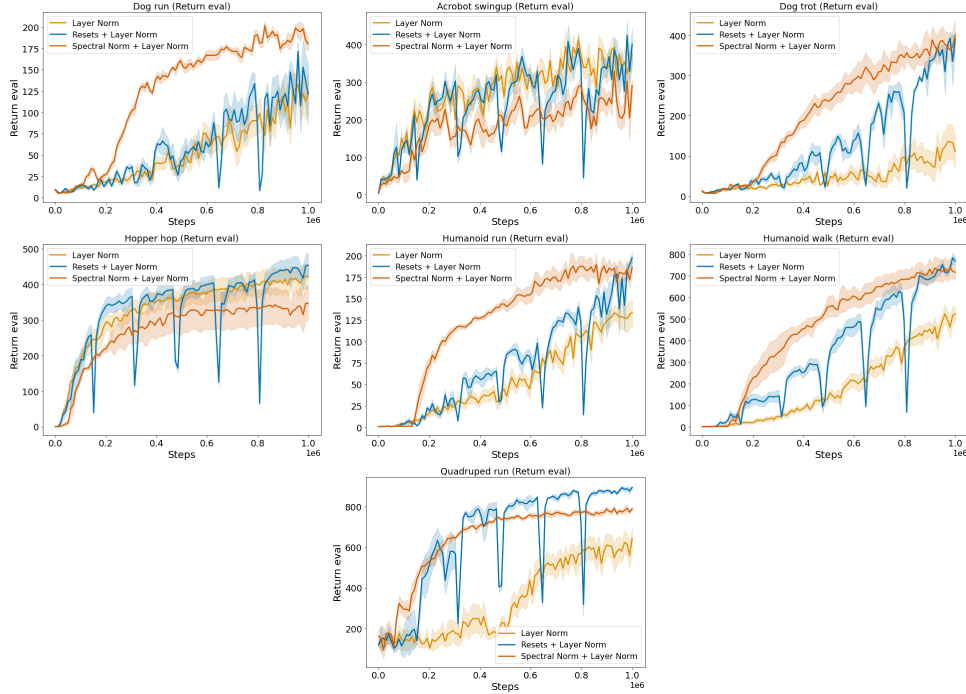 Dog run (Return eval)
Return eval
200
175
150
125
100
75
50
25
0
Layer Norm
Resets + Layer Norm
Spectral Norm + Layer Norm
0.0 0.2 0.4 0.6 0.8 1.0
1e6
Steps
Acrobot swingup (Return eval)
Return eval
400
300
200
100
0
Layer Norm
Resets + Layer Norm
Spectral Norm + Layer Norm
0.0 0.2 0.4 0.6 0.8 1.0
1e6
Steps
Dog trot (Return eval)
Return eval
400
300
200
100
0
Layer Norm
Resets + Layer Norm
Spectral Norm + Layer Norm
0.0 0.2 0.4 0.6 0.8 1.0
1e6
Steps
Hopper hop (Return eval)
Return eval
500
400
300
200
100
0
Layer Norm
Resets + Layer Norm
Spectral Norm + Layer Norm
0.0 0.2 0.4 0.6 0.8 1.0
1e6
Steps
Humanoid run (Return eval)
Return eval
200
175
150
125
100
75
50
25
0
Layer Norm
Resets + Layer Norm
Spectral Norm + Layer Norm
0.0 0.2 0.4 0.6 0.8 1.0
1e6
Steps
Humanoid walk (Return eval)
Return eval
800
700
600
500
400
300
200
100
0
Layer Norm
Resets + Layer Norm
Spectral Norm + Layer Norm
0.0 0.2 0.4 0.6 0.8 1.0
1e6
Steps
Quadruped run (Return eval)
Return eval
800
600
400
200
Layer Norm
Resets + Layer Norm
Spectral Norm + Layer Norm
0.0 0.2 0.4 0.6 0.8 1.0
1e6
Steps